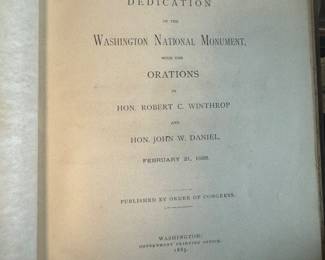 DEDICATION
OF THE
WASHINGTON NATIONAL MONUMENT,
WITH THE
ORATIONS
BY
HON. ROBERT C. WINTHROP
AND
HON. JOHN W. DANIEL.
FEBRUARY 21, 1885.
PUBLISHED BY ORDER OF CONGRESS.
WASHINGTON:
GOVERNMENT PRINTING OFFICE.
1885.